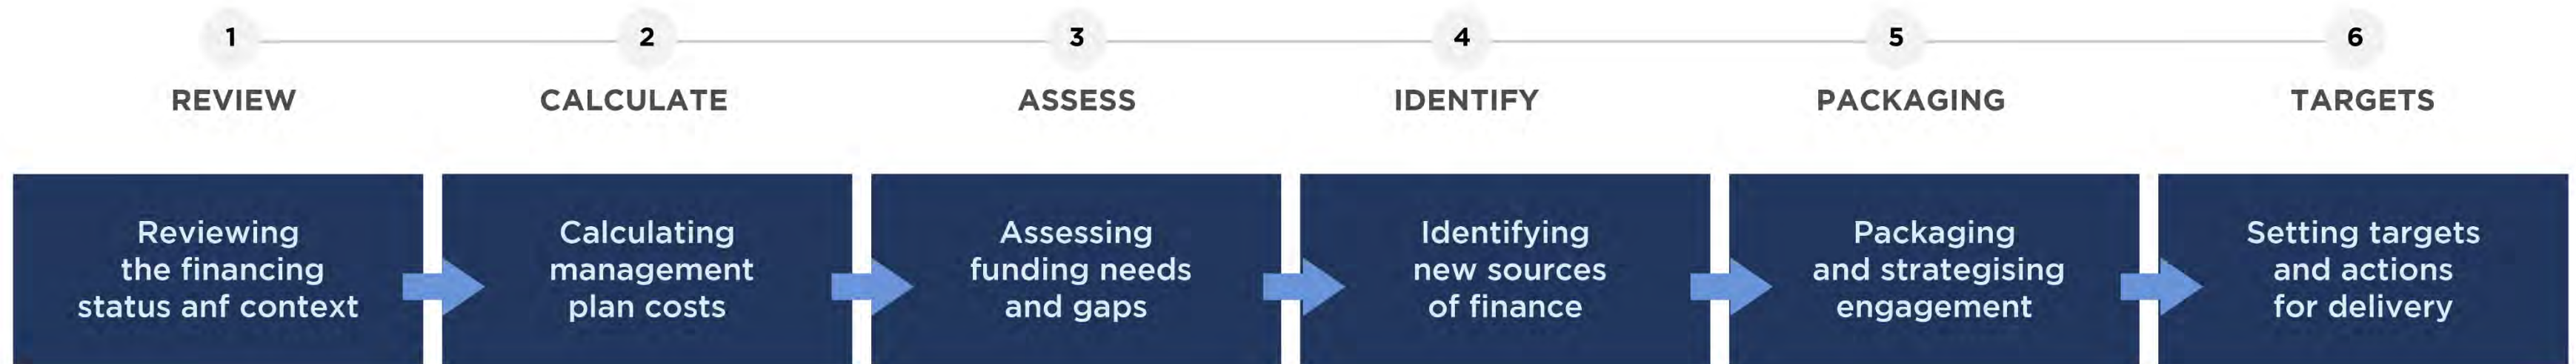 1
REVIEW
Reviewing
the financing
status anf context
2
CALCULATE
Calculating
management
plan costs
3
ASSESS
Assessing
funding needs
and gaps
4
IDENTIFY
Identifying
new sources
of finance
5
PACKAGING
Packaging
and strategising
engagement
6
TARGETS
Setting targets
and actions
for delivery